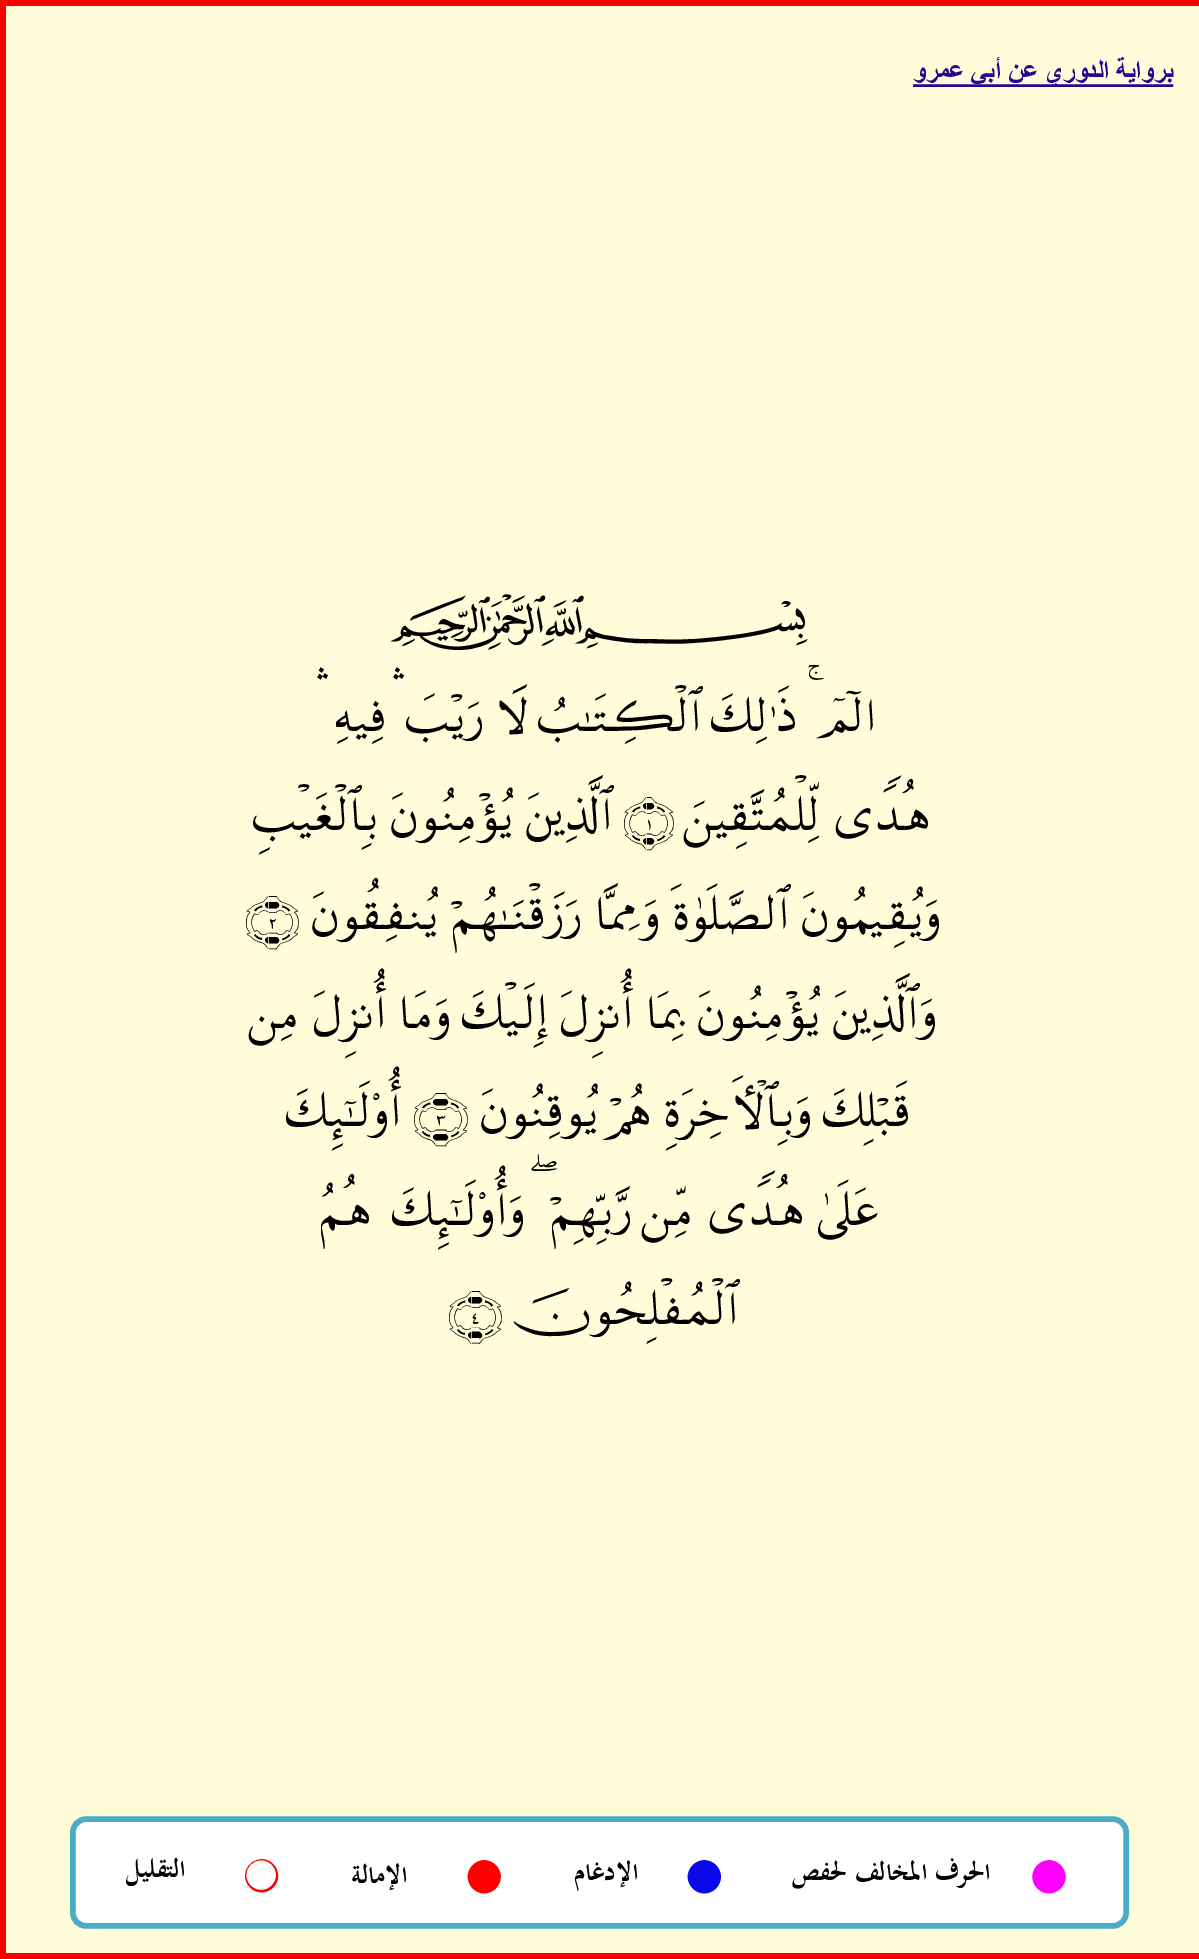 برواية الدوري عن أبي عمرو
بِسْمِ ٱللَّهِ ٱلرَّحْمَٰنِ ٱلرَّحِيمِ
الٓمٓ ۚ ذَٰلِكَ ٱلْكِتَٰبُ لَا رَيْبَ ۛ فِيهِ ۛ
هُدًى لِّلْمُتَّقِينَ ١ ٱلَّذِينَ يُؤْمِنُونَ بِٱلْغَيْبِ
وَيُقِيمُونَ ٱلصَّلَوٰةَ وَمِمَّا رَزَقْنَٰهُمْ يُنفِقُونَ ٢
وَٱلَّذِينَ يُؤْمِنُونَ بِمَا أُنزِلَ إِلَيْكَ وَمَا أُنزِلَ مِن
قَبْلِكَ وَبِٱلْأَخِرَةِ هُمْ يُوقِنُونَ ٣ أُوْلَٰٓئِكَ
عَلَىٰ هُدًى مِّن رَّبِّهِمْ ۖ وَأُوْلَٰٓئِكَ هُمُ
ٱلْمُفْلِحُونَ ٤
الحرف المخالف لحفص الإدغام الإمالة التقليل